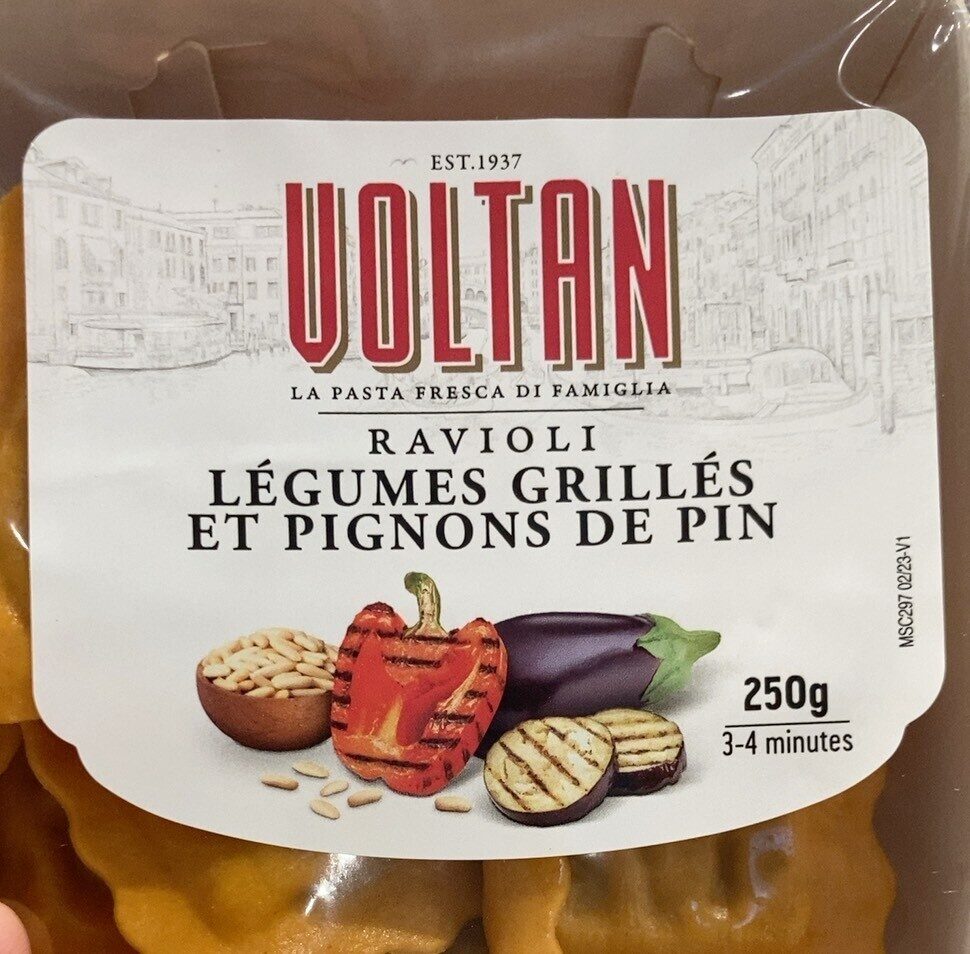 EST.1937
VOLTAN
LA PASTA FRESCA DI FAMIGLIA
RAVIOLI
LÉGUMES GRILLÉS
ET PIGNONS DE PIN
250g
3-4 minutes
MSC297 02/23-V1